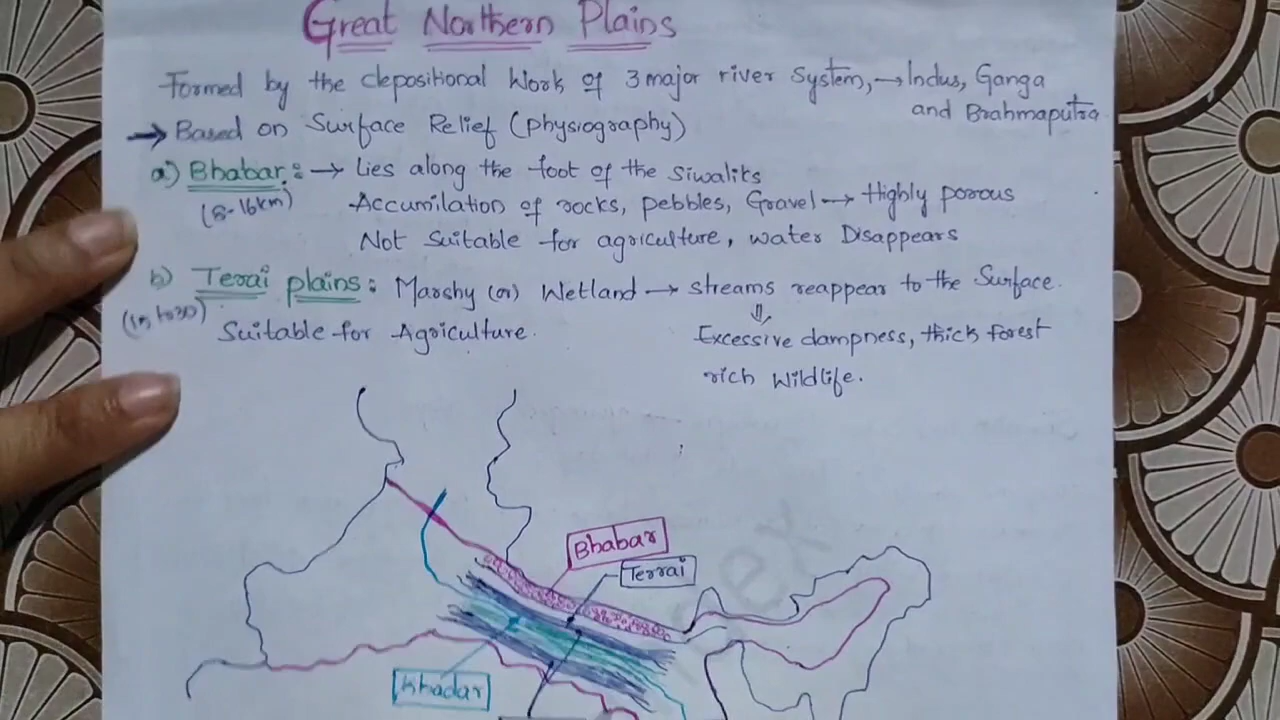 Great Northern Plains
Formed by the depositional work of 3 major river system, → Indus, Ganga
and Brahmaputra
→ Based on Surface Relief (physiography)
a) Bhabar: → Lies along the foot of the Siwaliks
(8-16km) Accumilation of rocks, pebbles, Gravel → Highly porous
Not Suitable for agriculture, water Disappears
b) Terai plains: Marshy (or) Wetland → streams reappear to the Surface.
Suitable for Agriculture. Excessive dampness, thick forest
rich wildlife.
Bhabar
Terrai
Khadar